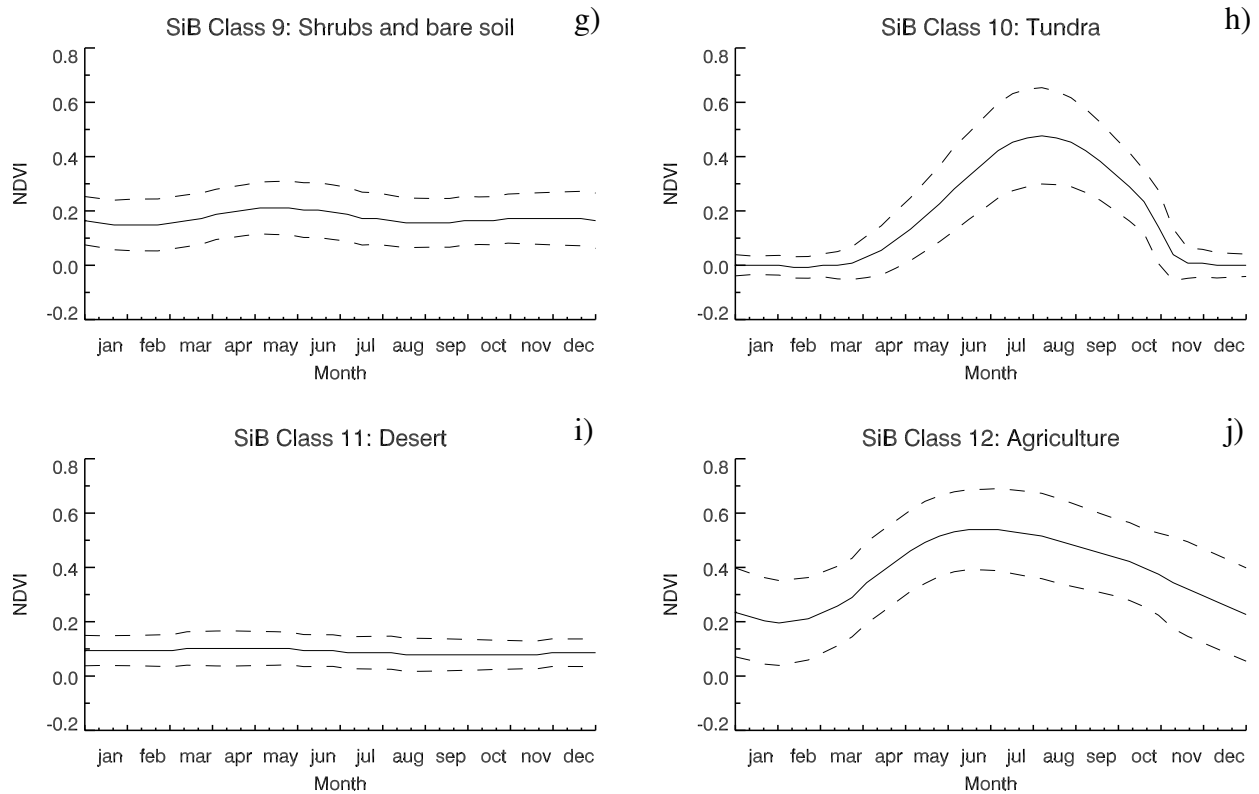 SiB Class 9: Shrubs and bare soil
g)
0.8
0.6
0.4
0.2
0.0
-0.2
NDVI
jan feb mar apr may jun jul aug sep oct nov dec
Month
SiB Class 10: Tundra
h)
0.8
0.6
0.4
0.2
0.0
-0.2
NDVI
jan feb mar apr may jun jul aug sep oct nov dec
Month
SiB Class 11: Desert
i)
0.8
0.6
0.4
0.2
0.0
-0.2
NDVI
jan feb mar apr may jun jul aug sep oct nov dec
Month
SiB Class 12: Agriculture
j)
0.8
0.6
0.4
0.2
0.0
-0.2
NDVI
jan feb mar apr may jun jul aug sep oct nov dec
Month